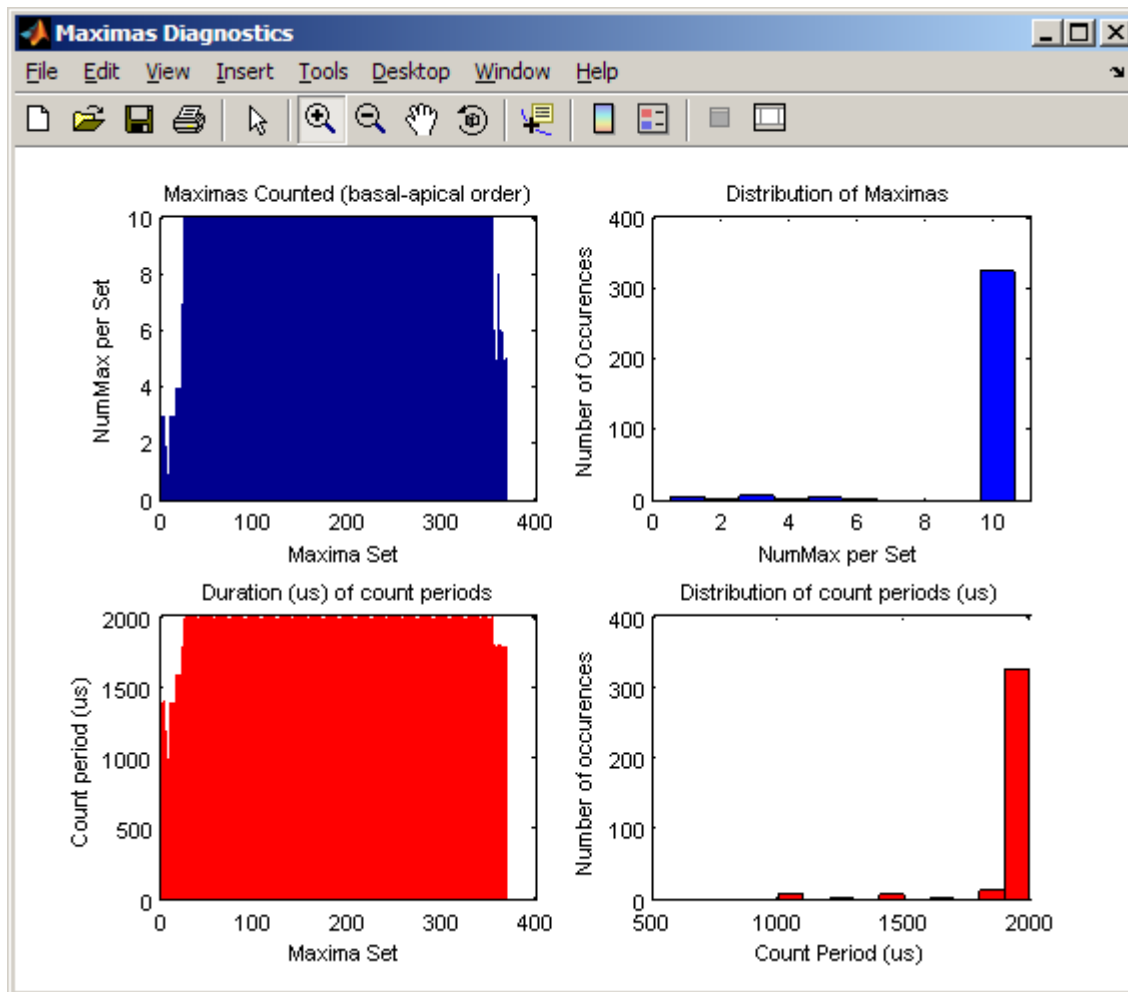 Maximas Diagnostics
File Edit View Insert Tools Desktop Window Help
Maximas Counted (basal-apical order)
NumMax per Set
10
8
6
4
2
0
0 100 200 300 400
Maxima Set
Distribution of Maximas
Number of Occurences
400
300
200
100
0
0 2 4 6 8 10
NumMax per Set
Duration (us) of count periods
Count period (us)
2000
1500
1000
500
0
0 100 200 300 400
Maxima Set
Distribution of count periods (us)
Number of occurences
400
300
200
100
0
500 1000 1500 2000
Count Period (us)